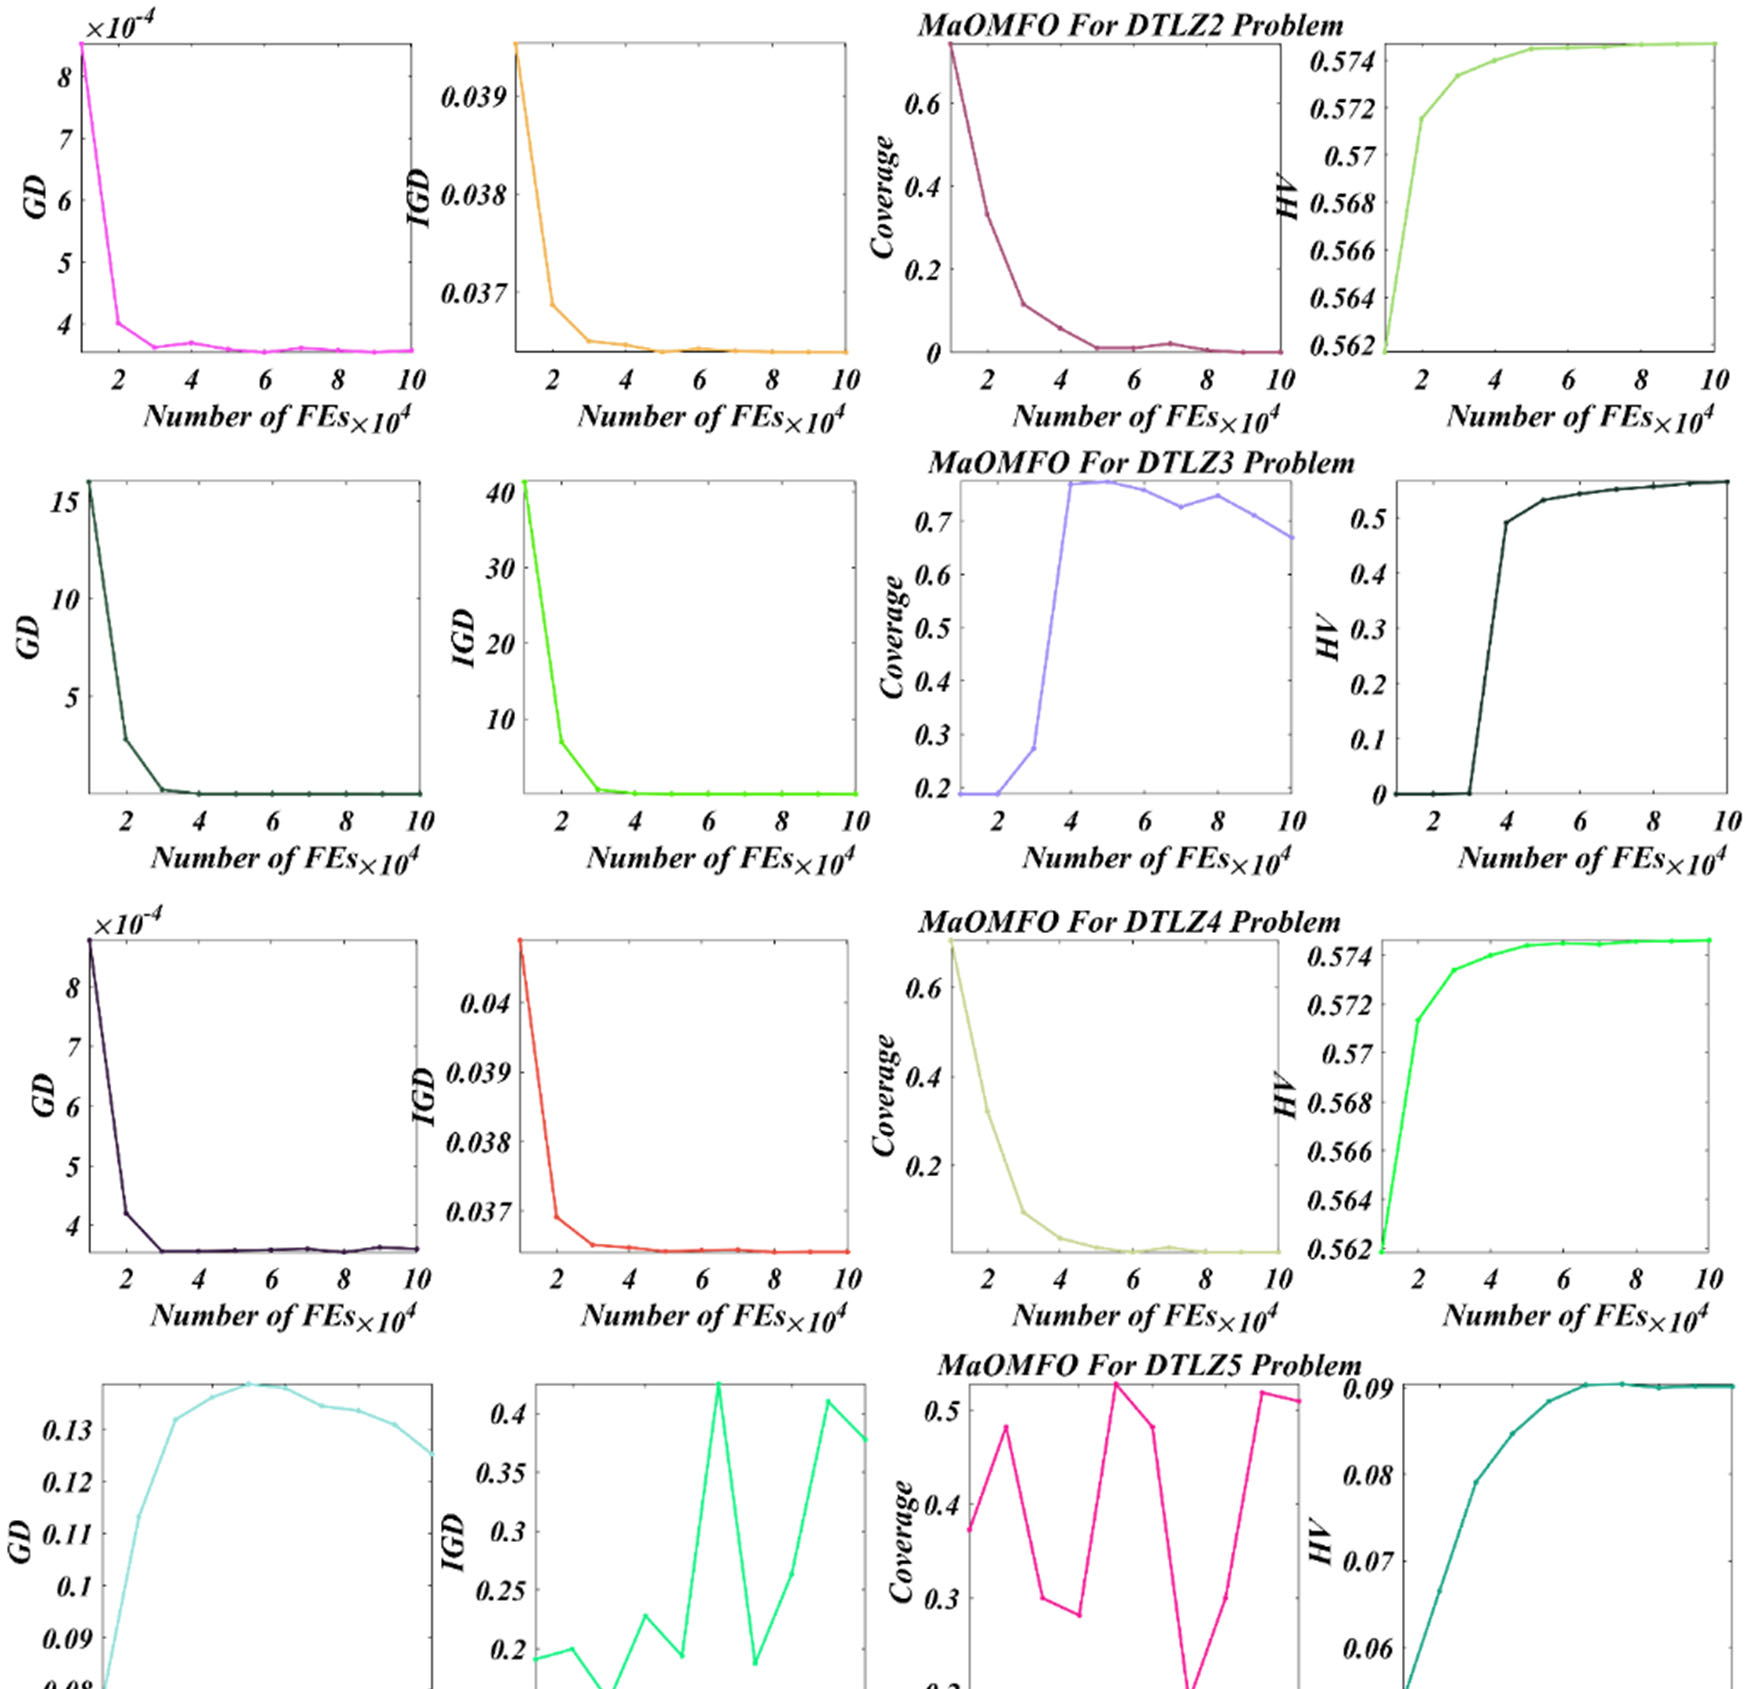 ×10-4
MaOMFO For DTLZ2 Problem
GD
8
7
6
5
4
2 4 6 8 10
Number of FEs×10^4
IGD
0.039
0.038
0.037
2 4 6 8 10
Number of FEs×10^4
Coverage
0.6
0.4
0.2
0
2 4 6 8 10
Number of FEs×10^4
HV
0.574
0.572
0.57
0.568
0.566
0.564
0.562
2 4 6 8 10
Number of FEs×10^4
MaOMFO For DTLZ3 Problem
GD
15
10
5
2 4 6 8 10
Number of FEs×10^4
IGD
40
30
20
10
2 4 6 8 10
Number of FEs×10^4
Coverage
0.7
0.6
0.5
0.4
0.3
0.2
2 4 6 8 10
Number of FEs×10^4
HV
0.5
0.4
0.3
0.2
0.1
0
2 4 6 8 10
Number of FEs×10^4
×10-4
MaOMFO For DTLZ4 Problem
GD
8
7
6
5
4
2 4 6 8 10
Number of FEs×10^4
IGD
0.04
0.039
0.038
0.037
2 4 6 8 10
Number of FEs×10^4
Coverage
0.6
0.4
0.2
2 4 6 8 10
Number of FEs×10^4
HV
0.574
0.572
0.57
0.568
0.566
0.564
0.562
2 4 6 8 10
Number of FEs×10^4
MaOMFO For DTLZ5 Problem
GD
0.13
0.12
0.11
0.1
0.09
IGD
0.4
0.35
0.3
0.25
0.2
Coverage
0.5
0.4
0.3
HV
0.09
0.08
0.07
0.06